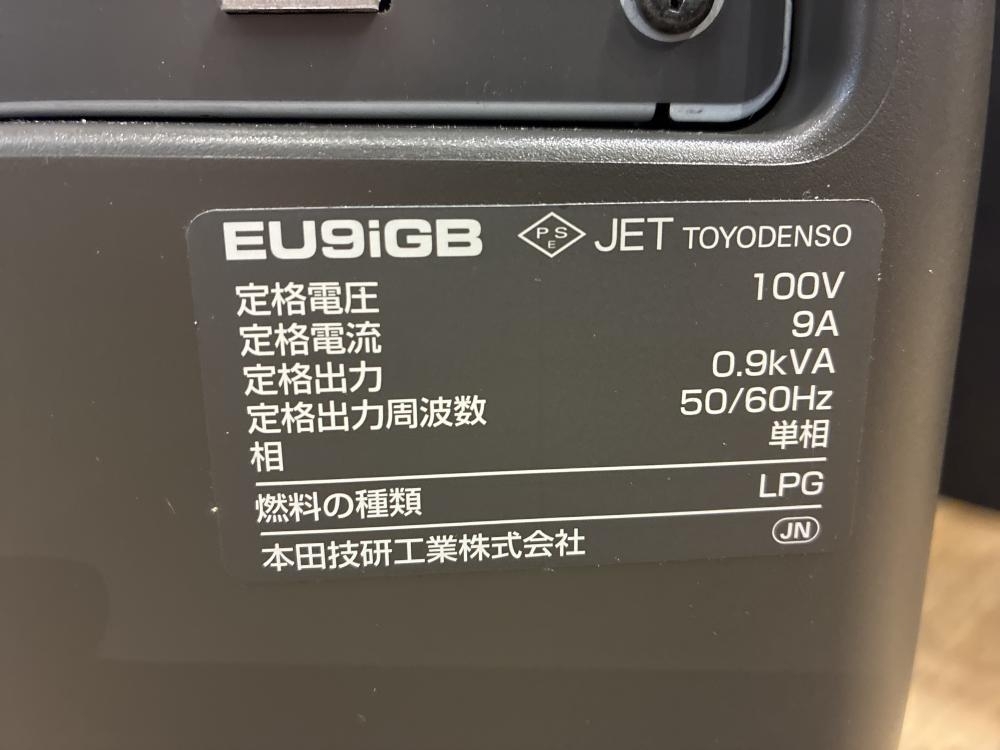 EU9iGB PSE JET TOYODENSO
定格電圧 100V
定格電流 9A
定格出力 0.9kVA
定格出力周波数 50/60Hz
相 単相
燃料の種類 LPG
本田技研工業株式会社 JN